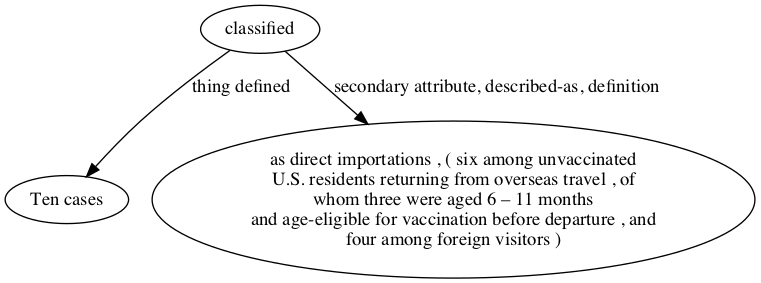 classified
thing defined
secondary attribute, described-as, definition
Ten cases
as direct importations , ( six among unvaccinated
U.S. residents returning from overseas travel , of
whom three were aged 6 – 11 months
and age-eligible for vaccination before departure , and
four among foreign visitors )